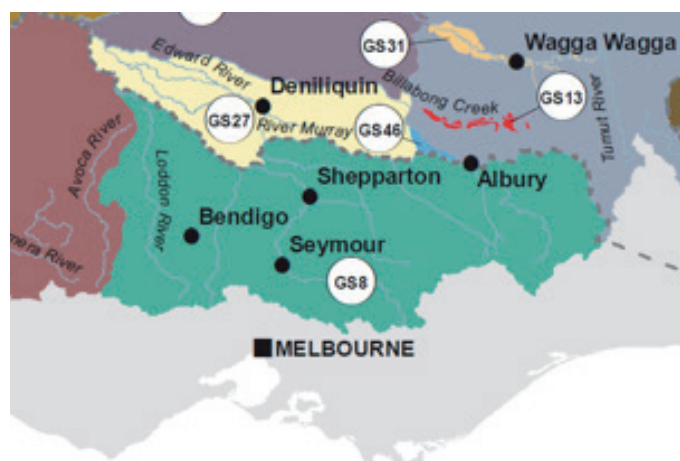 GS31
Wagga Wagga
Edward River
Billabong Creek
GS13
Deniliquin
Tumut River
GS27
River Murray
GS46
Avoca River
Loddon River
Shepparton
Albury
Bendigo
mera River
Seymour
GS8
MELBOURNE